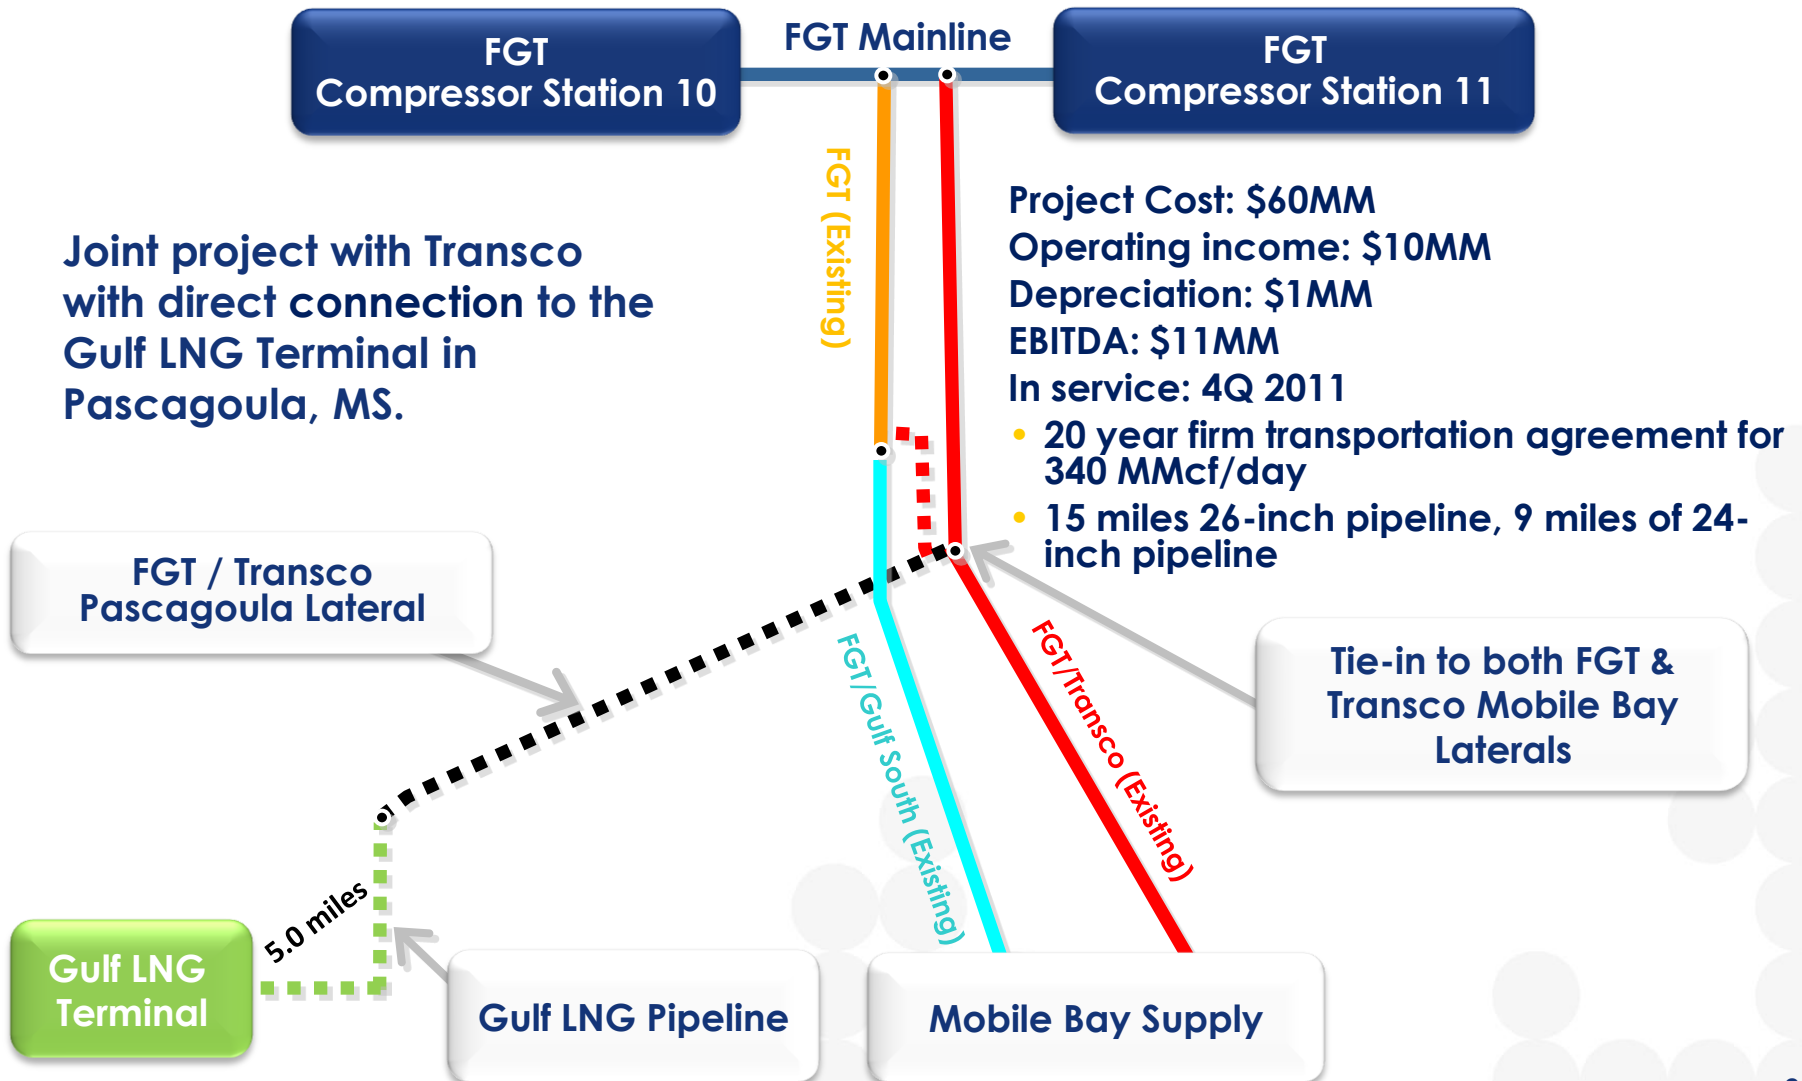 FGT
Compressor Station 10
FGT Mainline
FGT
Compressor Station 11
FGT (Existing)
Joint project with Transco
with direct connection to the
Gulf LNG Terminal in
Pascagoula, MS.
Project Cost: $60MM
Operating income: $10MM
Depreciation: $1MM
EBITDA: $11MM
In service: 4Q 2011
• 20 year firm transportation agreement for
340 MMcf/day
• 15 miles 26-inch pipeline, 9 miles of 24-
inch pipeline
FGT / Transco
Pascagoula Lateral
FGT/Gulf South (Existing)
FGT/Transco (Existing)
Tie-in to both FGT &
Transco Mobile Bay
Laterals
5.0 miles
Gulf LNG
Terminal
Gulf LNG Pipeline
Mobile Bay Supply